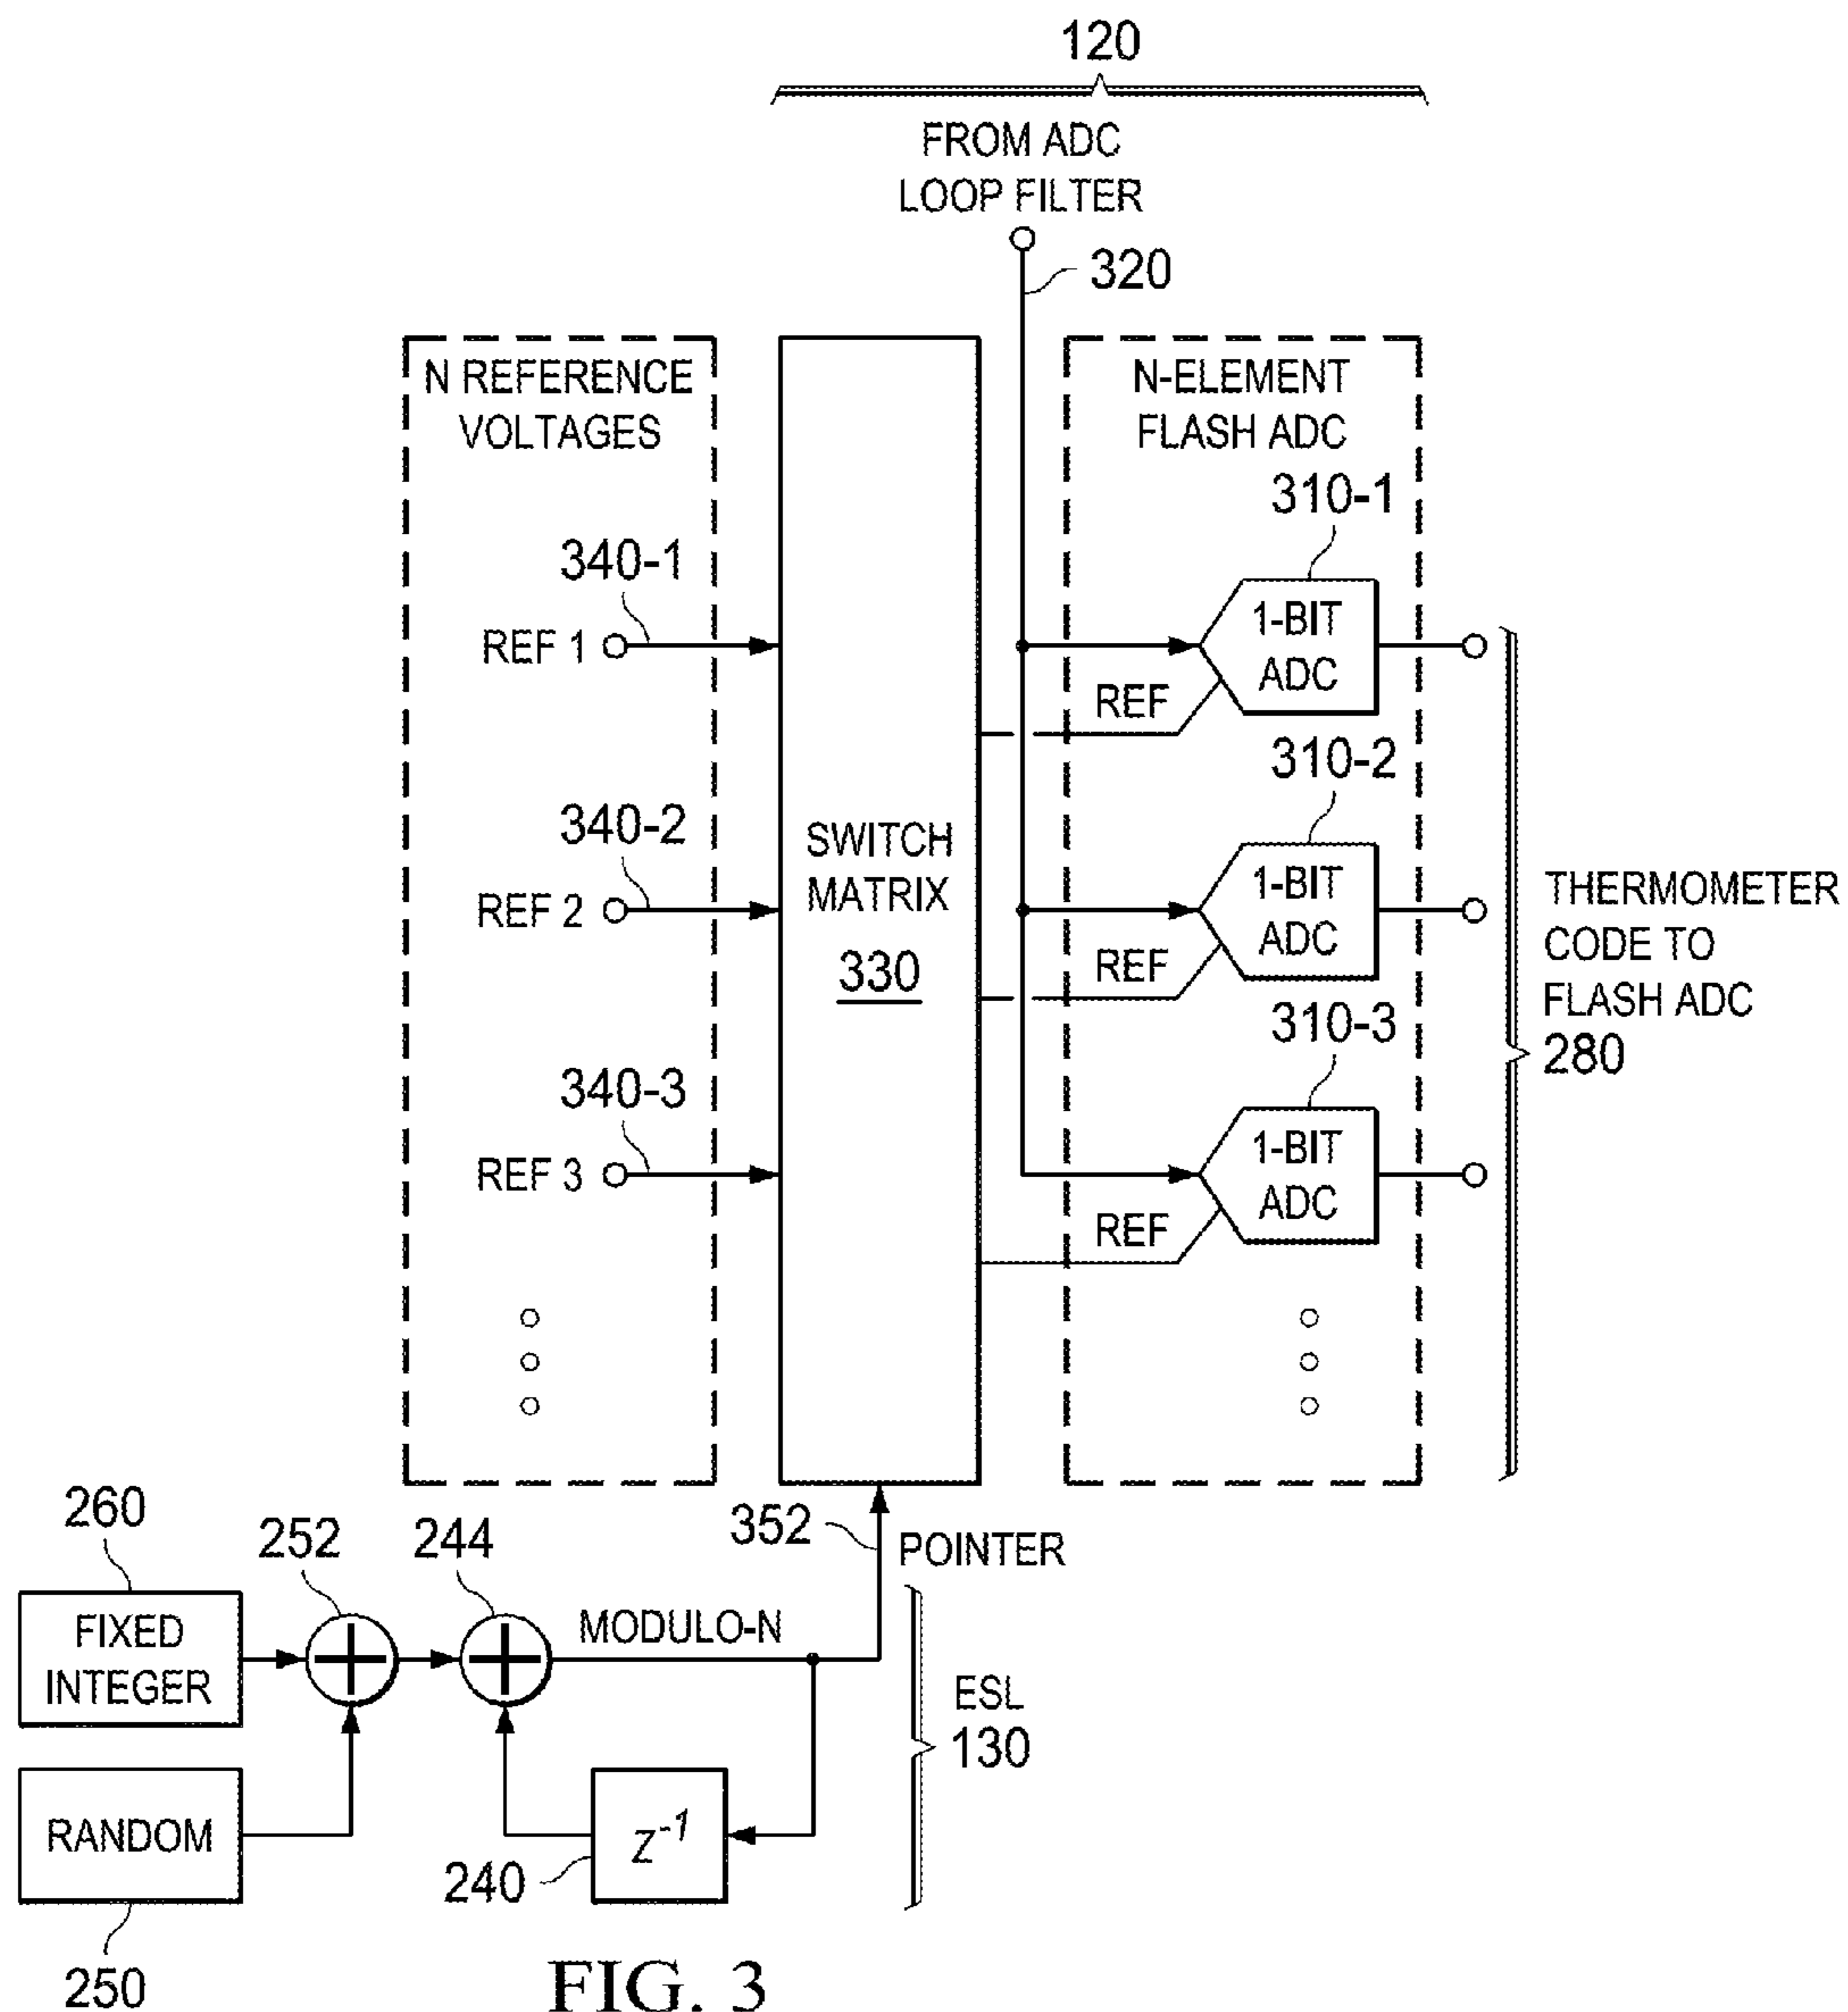 120
FROM ADC
LOOP FILTER
320
N REFERENCE
VOLTAGES
N-ELEMENT
FLASH ADC
310-1
340-1
REF 1
1-BIT
ADC
REF
310-2
340-2
REF 2
SWITCH
MATRIX
330
1-BIT
ADC
REF
THERMOMETER
CODE TO
FLASH ADC
280
310-3
340-3
REF 3
1-BIT
ADC
REF
260
252
244
352
POINTER
FIXED
INTEGER
MODULO-N
ESL
130
RANDOM
240
z⁻¹
250
FIG. 3